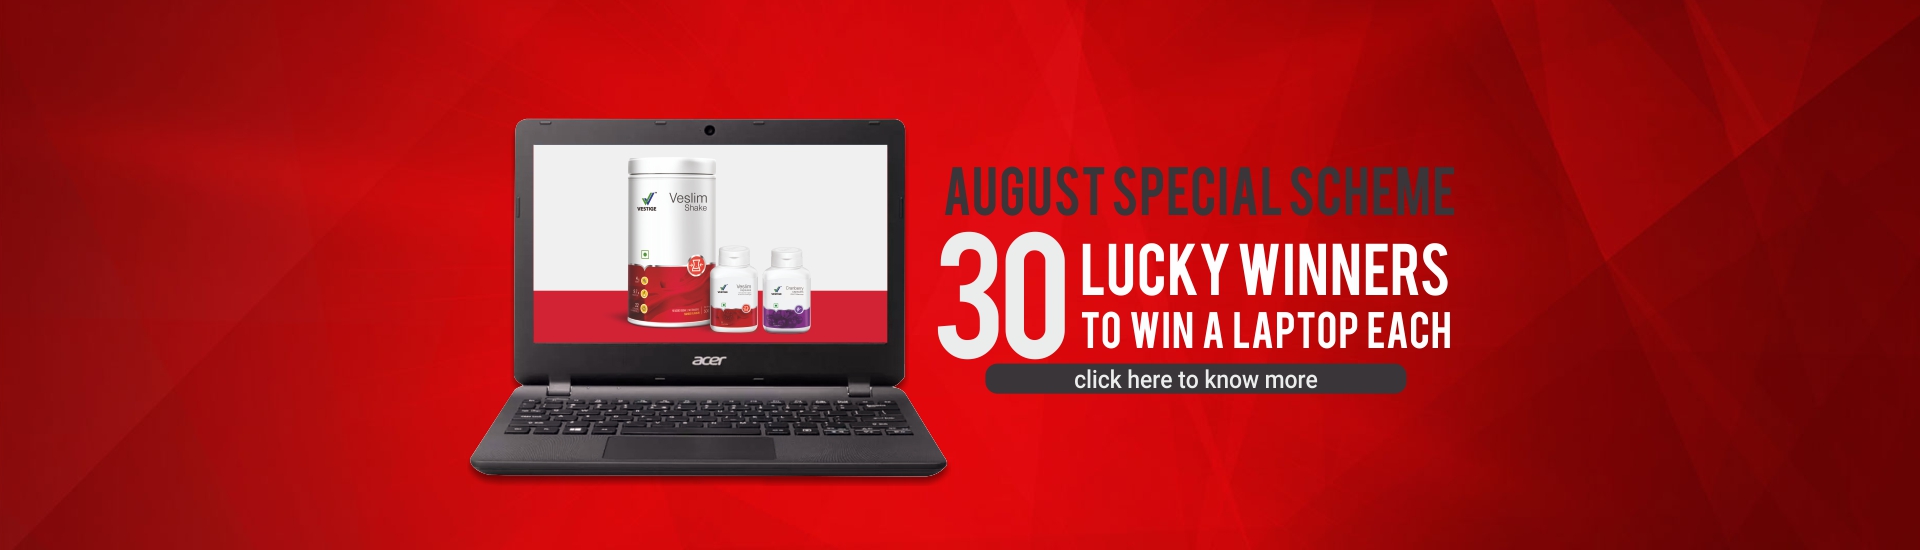 VESTIGE
Veslim
Shake
Veslim
acer
AUGUST SPECIAL SCHEME
30 LUCKY WINNERS
TO WIN A LAPTOP EACH
click here to know more